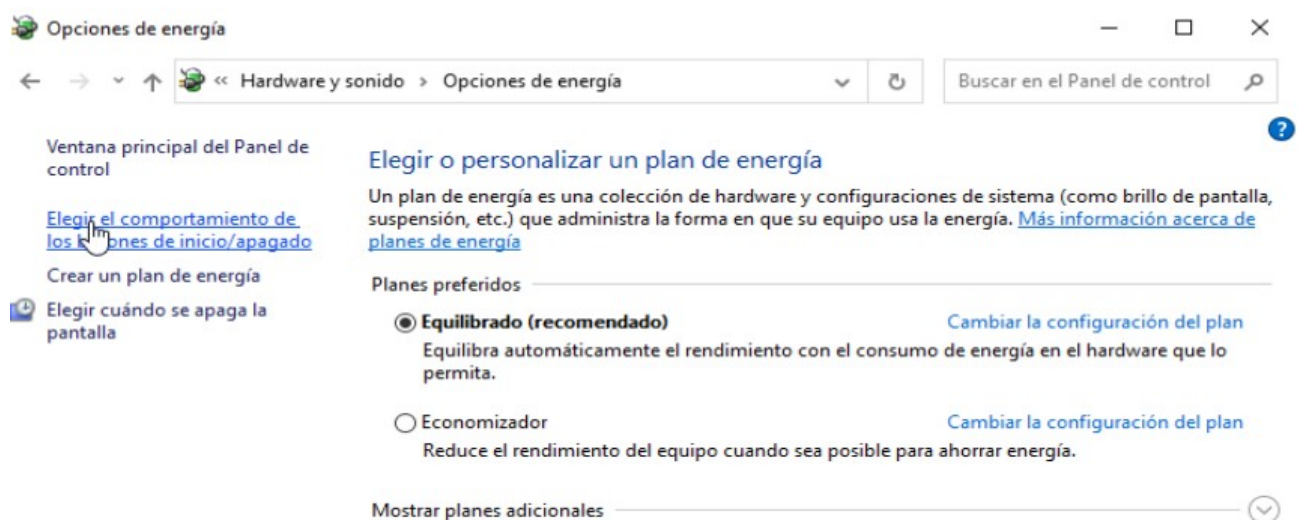 Opciones de energía
« Hardware y sonido > Opciones de energía
Buscar en el Panel de control
?
Ventana principal del Panel de
control
Elegir el comportamiento de
los botones de inicio/apagado
Crear un plan de energía
Elegir cuándo se apaga la
pantalla
Elegir o personalizar un plan de energía
Un plan de energía es una colección de hardware y configuraciones de sistema (como brillo de pantalla,
suspensión, etc.) que administra la forma en que su equipo usa la energía. Más información acerca de
planes de energía
Planes preferidos
Equilibrado (recomendado)
Cambiar la configuración del plan
Equilibra automáticamente el rendimiento con el consumo de energía en el hardware que lo
permita.
Economizador
Cambiar la configuración del plan
Reduce el rendimiento del equipo cuando sea posible para ahorrar energía.
Mostrar planes adicionales